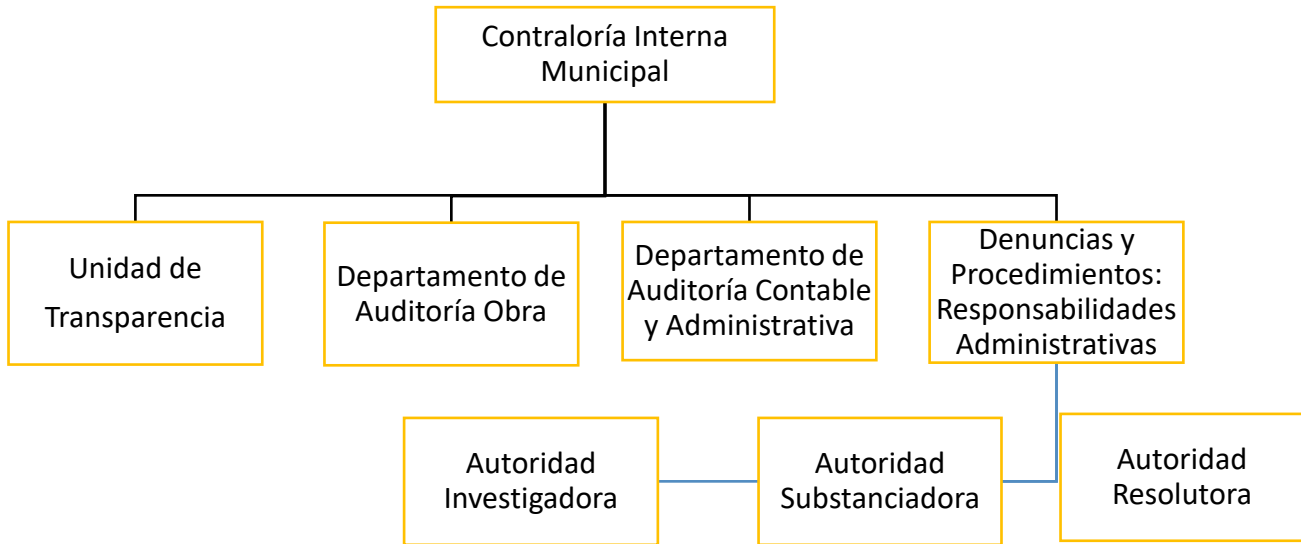 Contraloría Interna
Municipal
Unidad de
Transparencia
Departamento de
Auditoría Obra
Departamento de
Auditoría Contable
y Administrativa
Denuncias y
Procedimientos:
Responsabilidades
Administrativas
Autoridad
Investigadora
Autoridad
Substanciadora
Autoridad
Resolutora